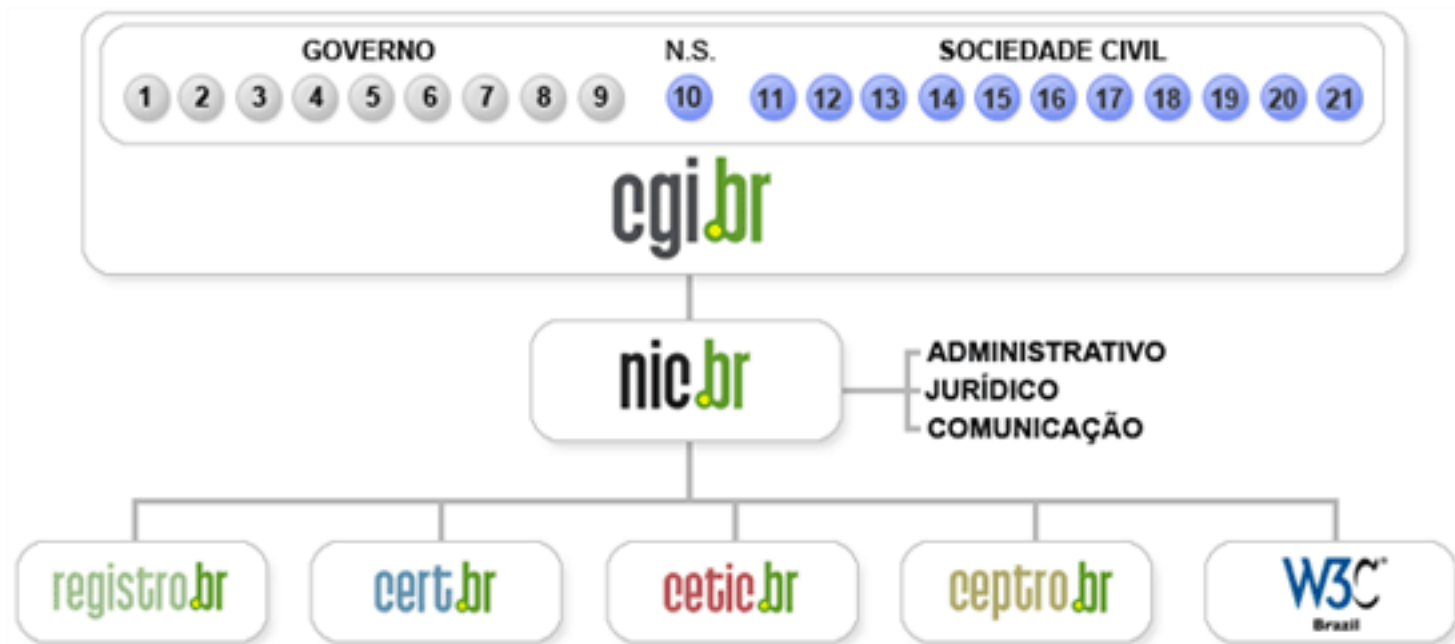 GOVERNO N.S. SOCIEDADE CIVIL
1 2 3 4 5 6 7 8 9 10 11 12 13 14 15 16 17 18 19 20 21
cgi.br
nic.br
ADMINISTRATIVO
JURÍDICO
COMUNICAÇÃO
registro.br cert.br cetic.br ceptro.br W3C
Brazil